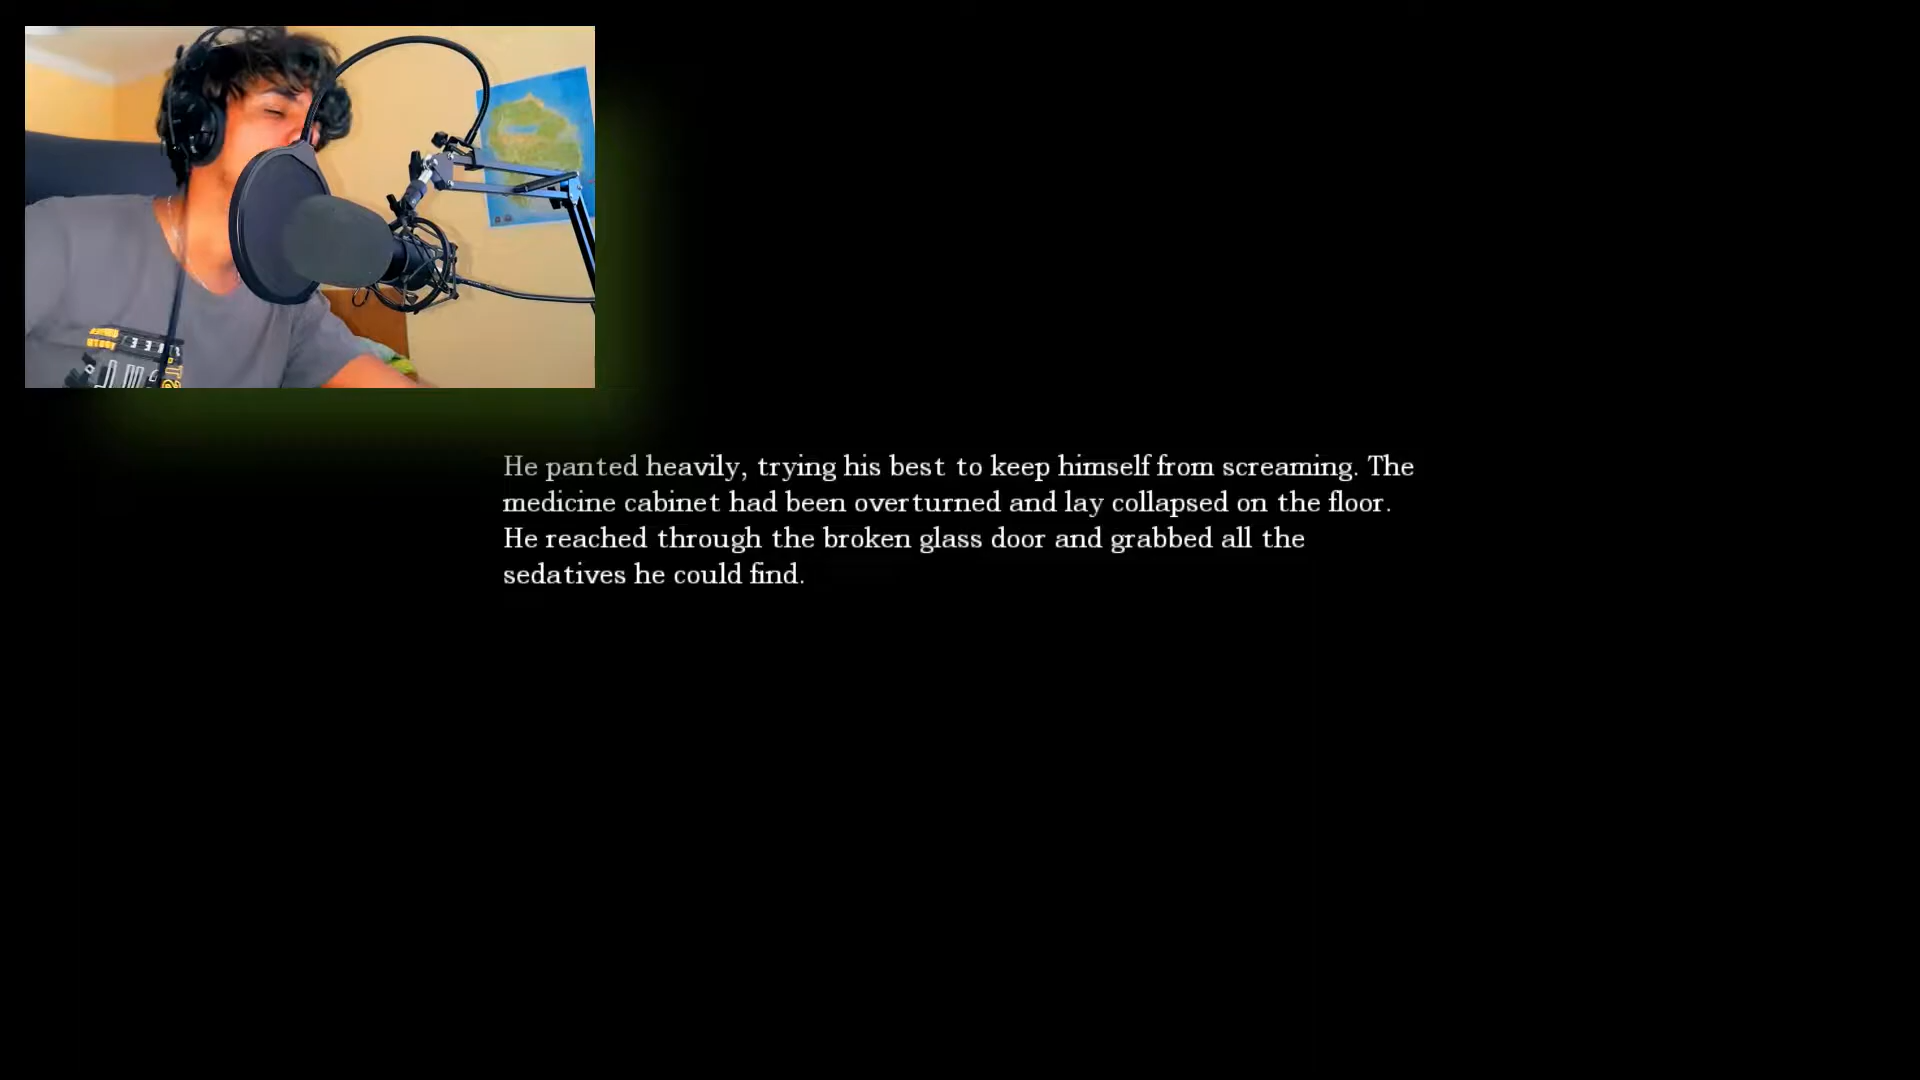 He panted heavily, trying his best to keep himself from screaming. The
medicine cabinet had been overturned and lay collapsed on the floor.
He reached through the broken glass door and grabbed all the
sedatives he could find.